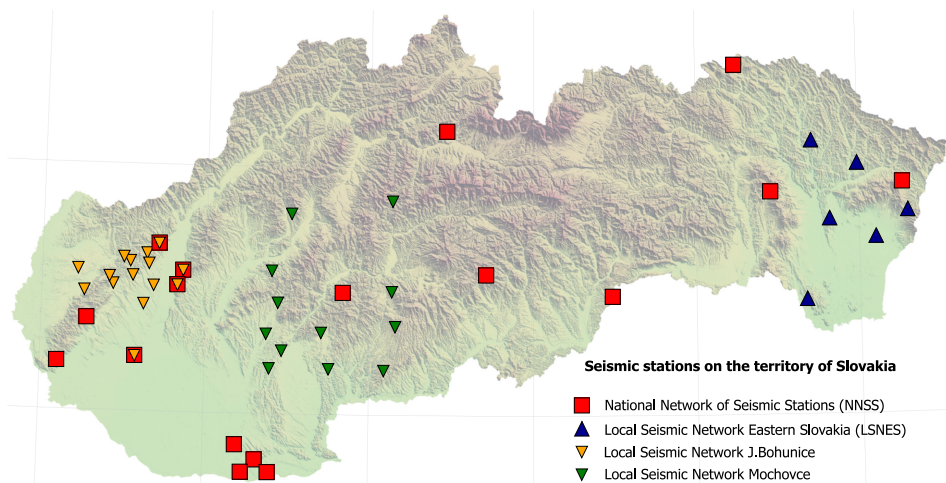 Seismic stations on the territory of Slovakia
National Network of Seismic Stations (NNSS)
Local Seismic Network Eastern Slovakia (LSNES)
Local Seismic Network J.Bohunice
Local Seismic Network Mochovce